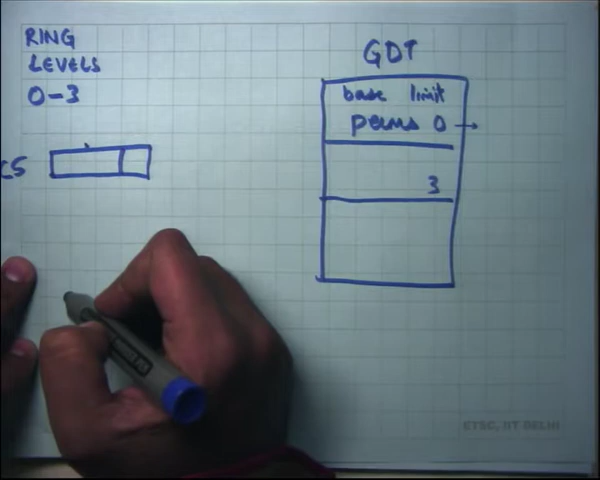 RING
LEVELS
0-3
CS
GDT
base limit
perms 0
3
ETSC, IIT DELHI